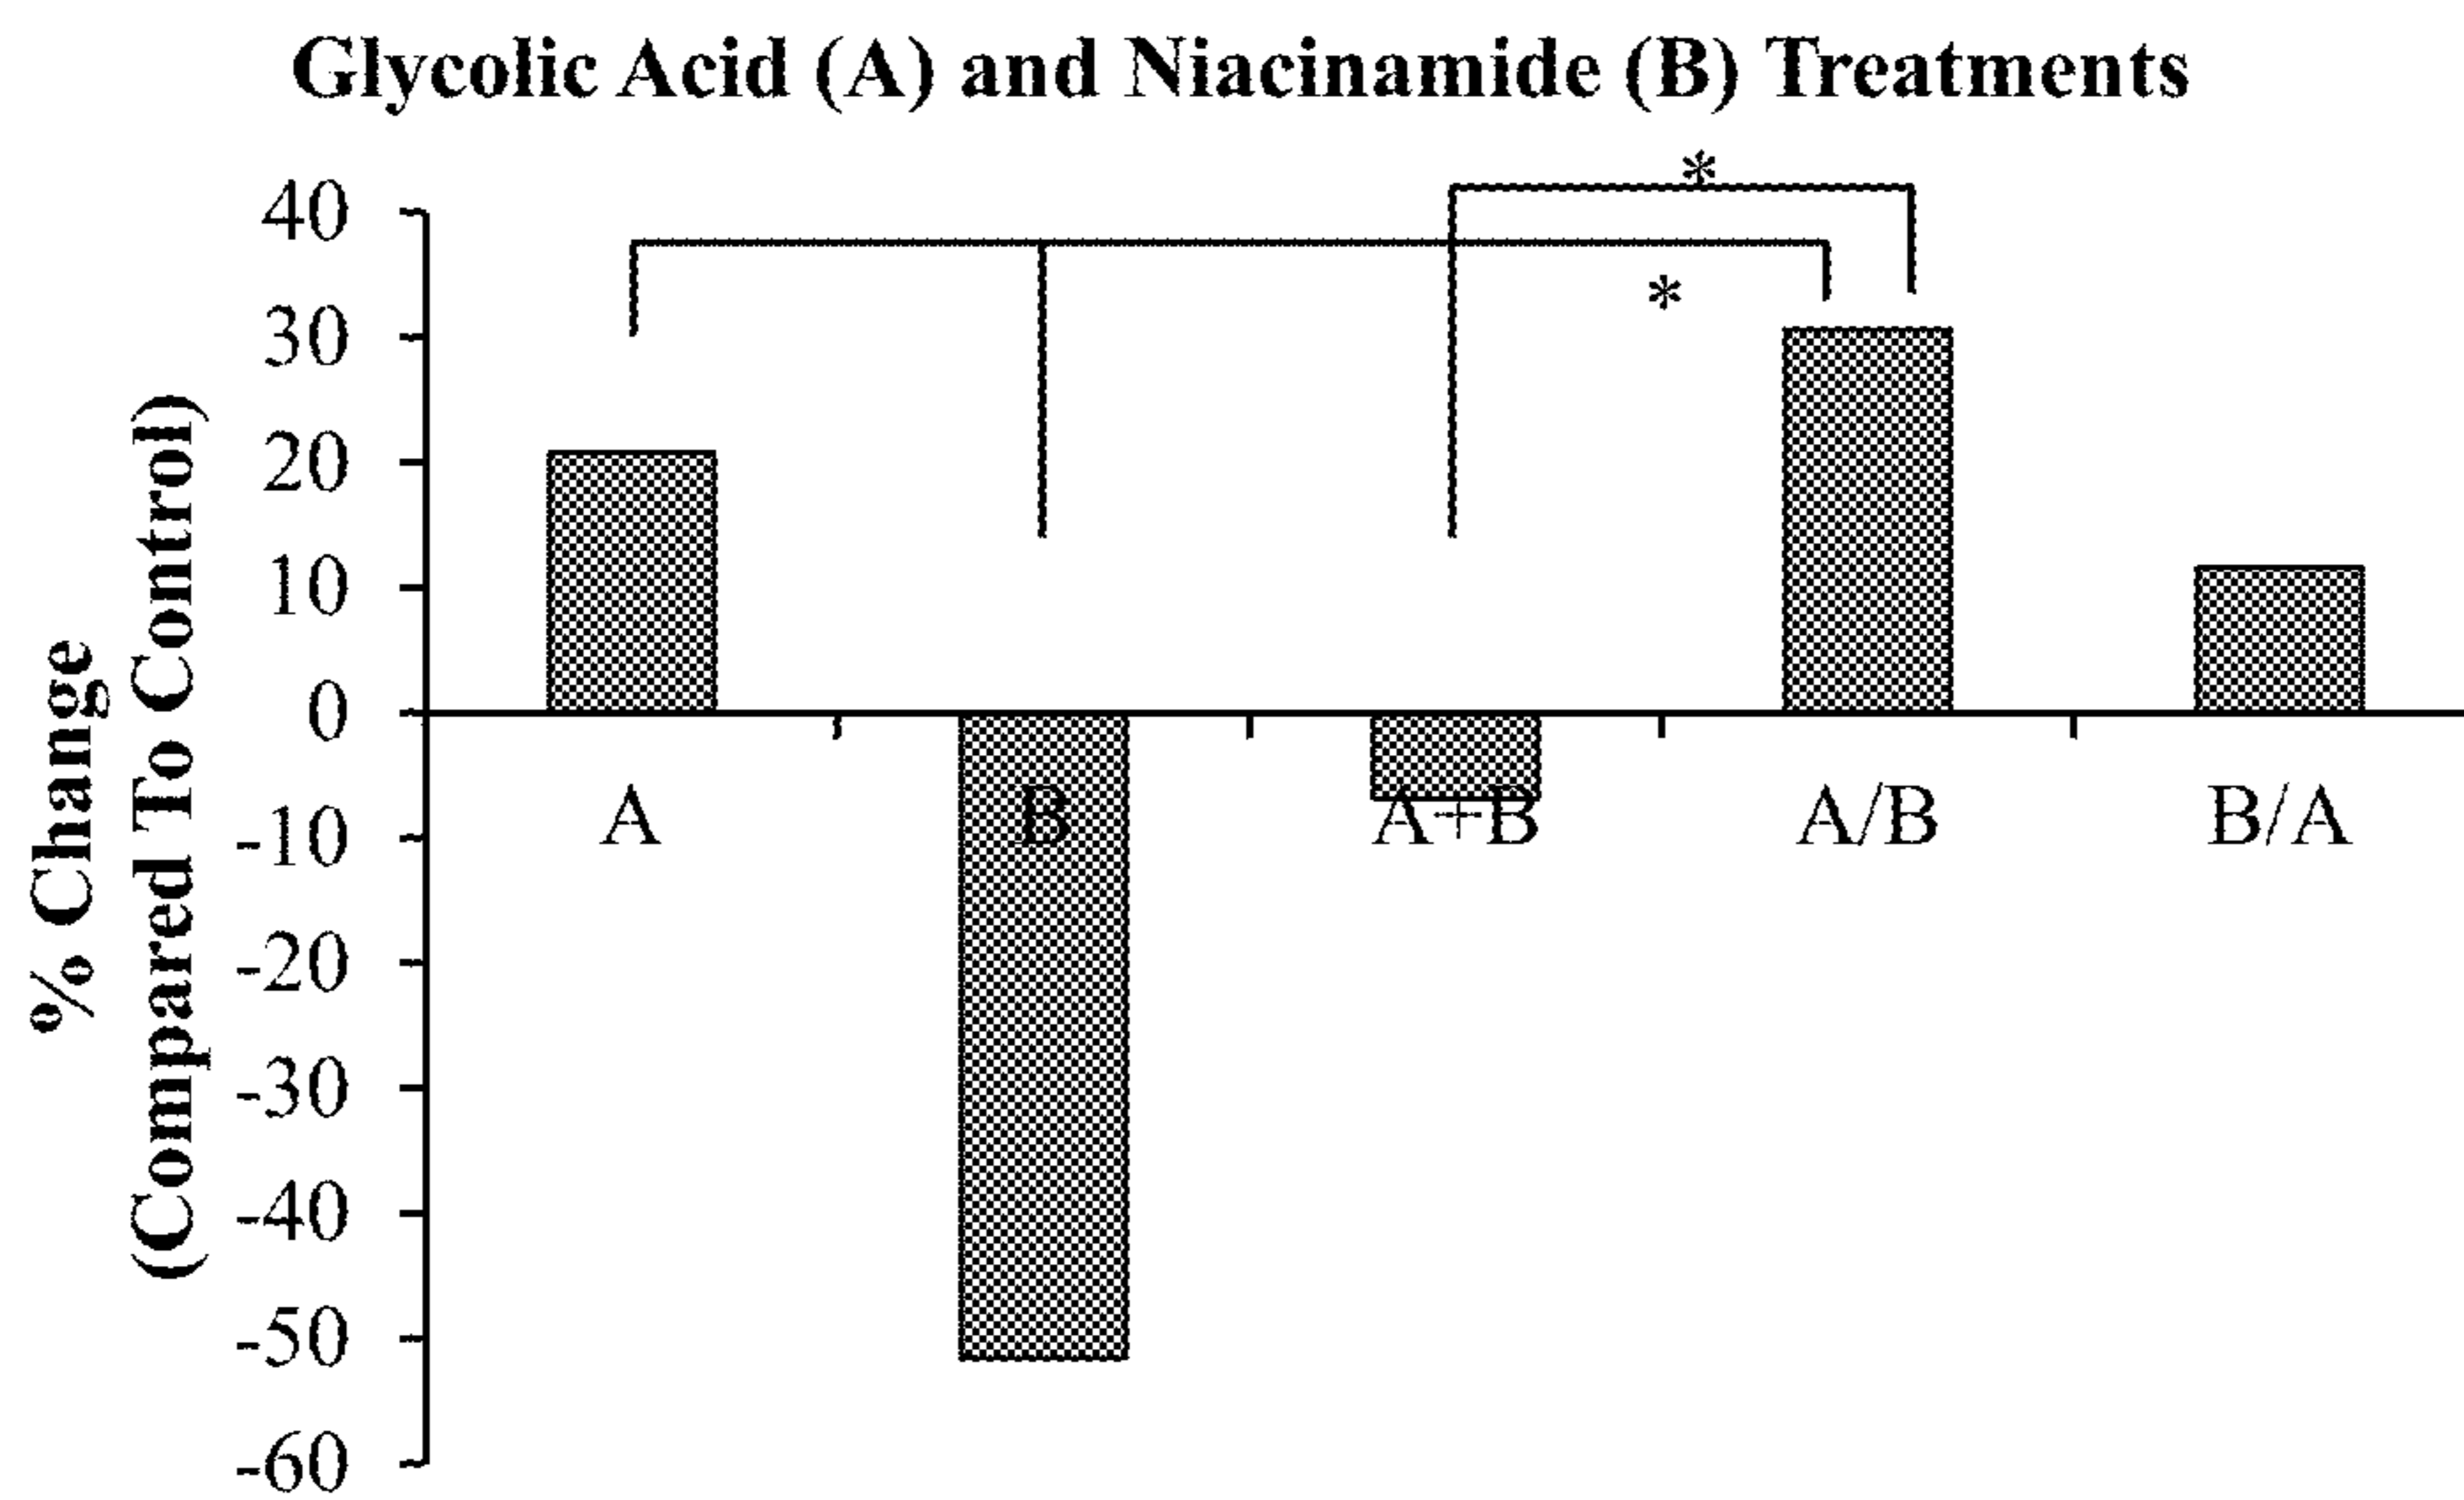 Glycolic Acid (A) and Niacinamide (B) Treatments
*
*
% Change
(Compared To Control)
40
30
20
10
0
-10
-20
-30
-40
-50
-60
A
B
A+B
A/B
B/A